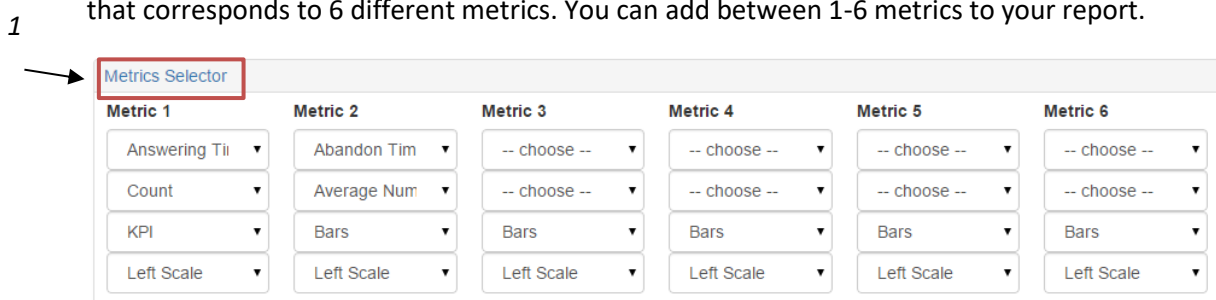 that corresponds to 6 different metrics. You can add between 1-6 metrics to your report.
1
Metrics Selector
Metric 1 Metric 2 Metric 3 Metric 4 Metric 5 Metric 6
Answering Ti Abandon Tim -- choose -- -- choose -- -- choose -- -- choose --
Count Average Num -- choose -- -- choose -- -- choose -- -- choose --
KPI Bars Bars Bars Bars Bars
Left Scale Left Scale Left Scale Left Scale Left Scale Left Scale